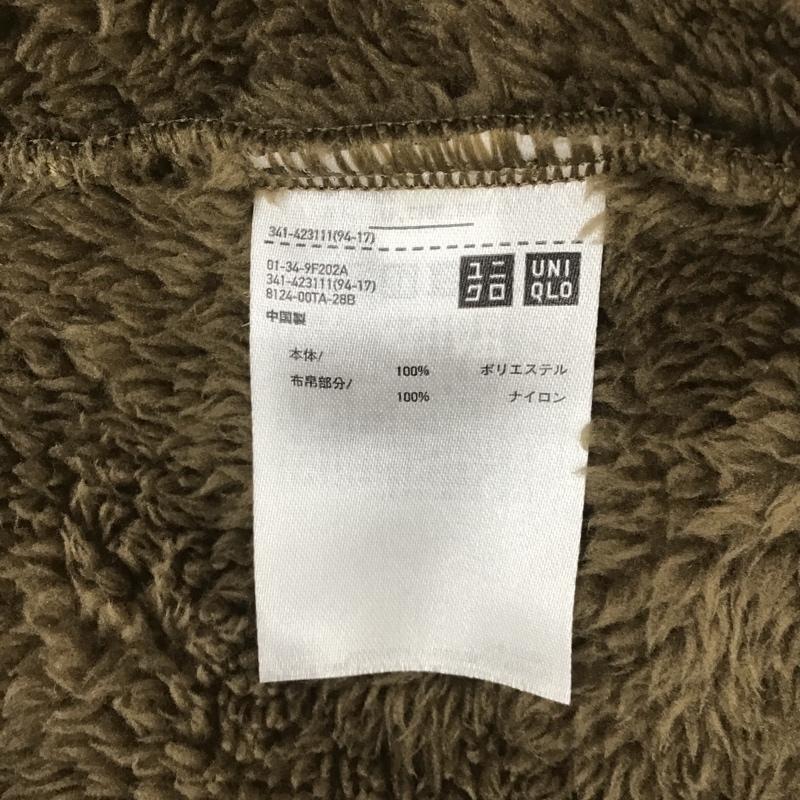 341-423111(94-17)
01-34-9F202A
341-423111(94-17)
8124-00TA-28B
中国製
ユニ
クロ
UNI
QLO
本体/
100% ポリエステル
布帛部分/
100% ナイロン